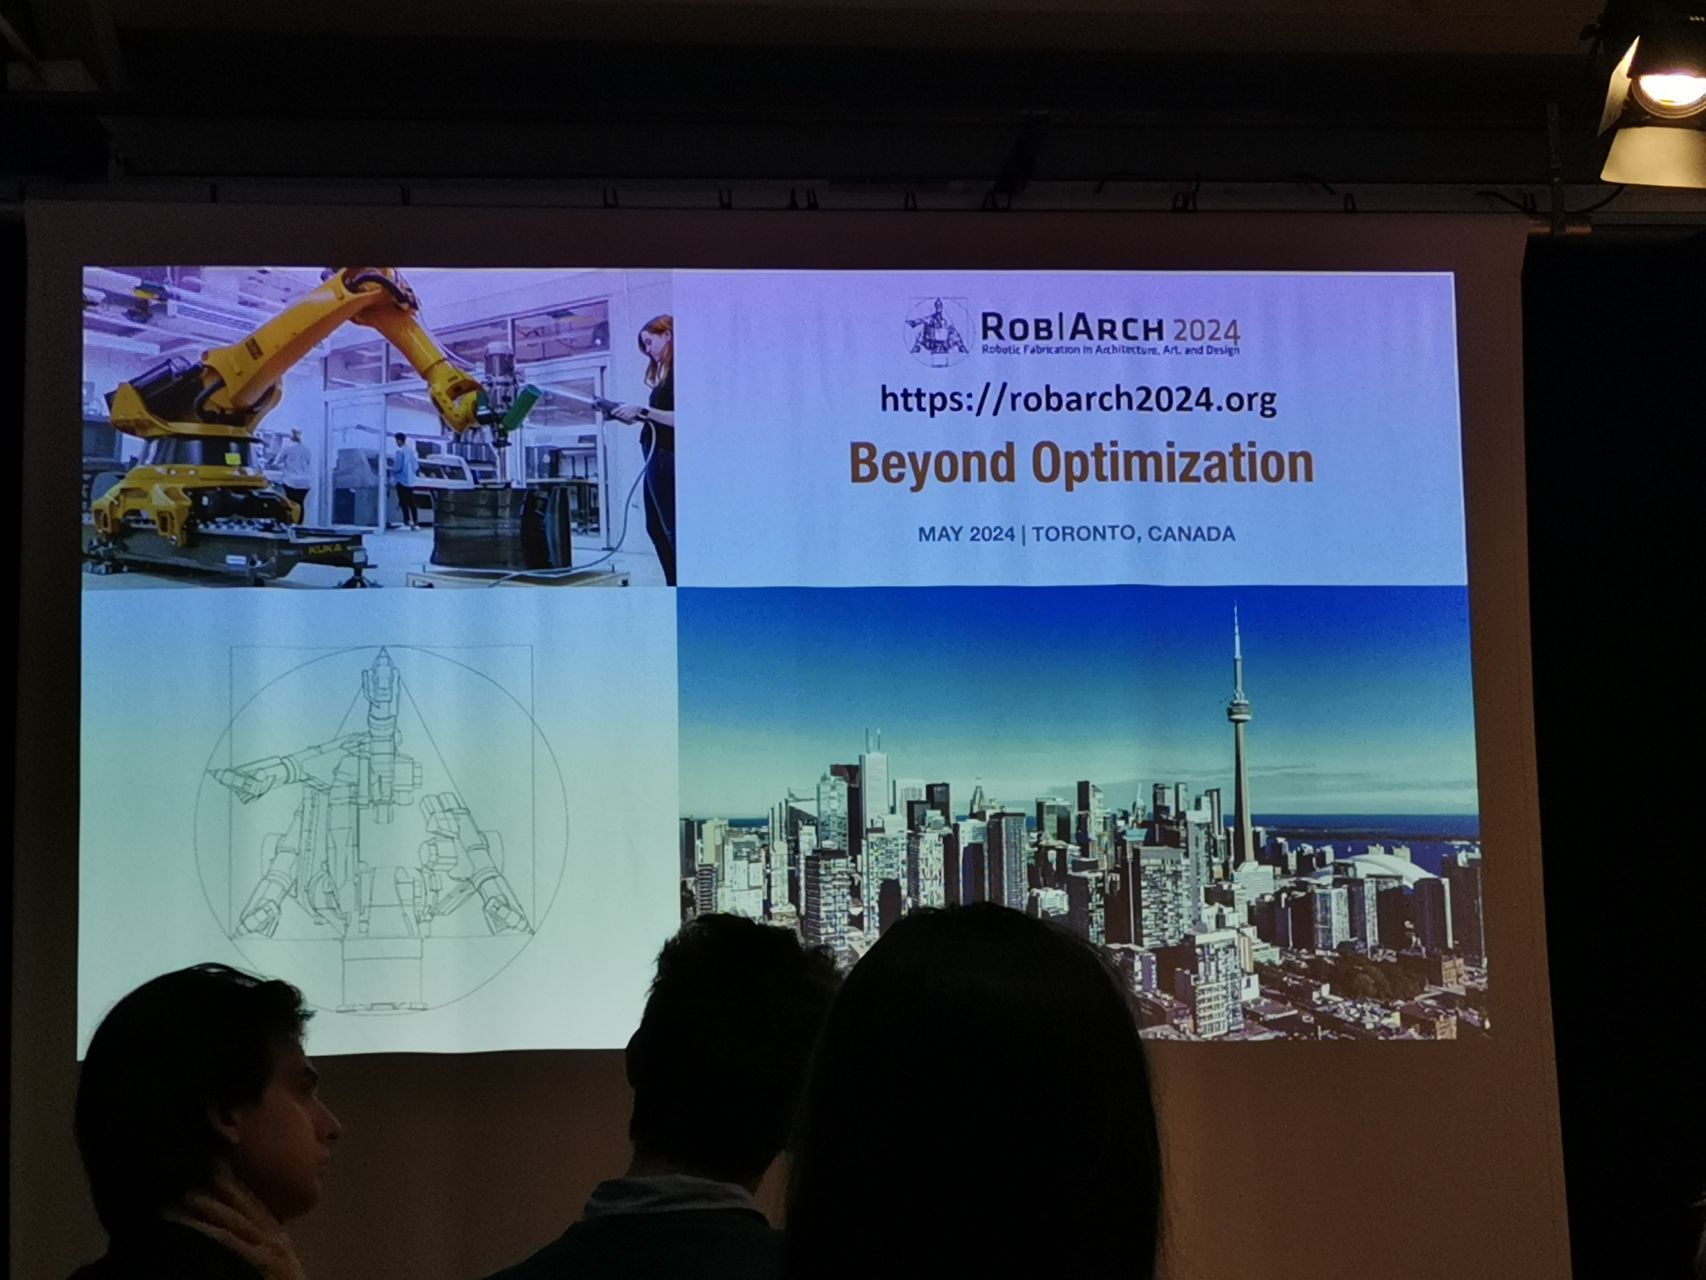 ROB|ARCH 2024
Robotic Fabrication in Architecture, Art, and Design
https://robarch2024.org
Beyond Optimization
MAY 2024 | TORONTO, CANADA
KUKA